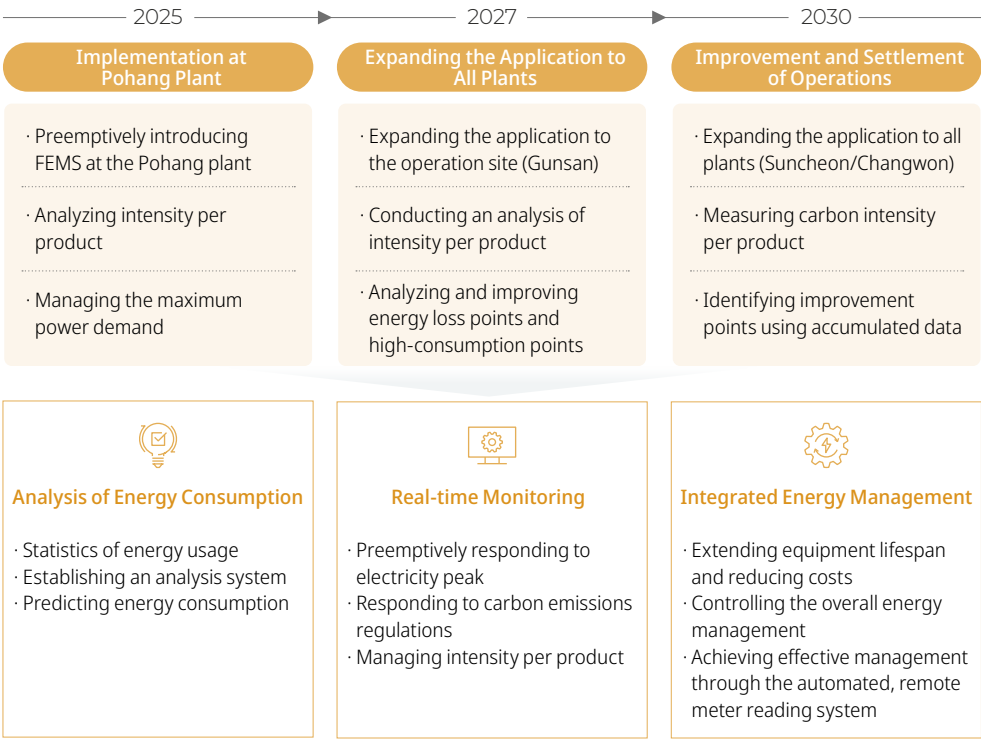 2025
2027
2030
Implementation at
Pohang Plant
· Preemptively introducing
FEMS at the Pohang plant
· Analyzing intensity per
product
· Managing the maximum
power demand
Expanding the Application to
All Plants
· Expanding the application to
the operation site (Gunsan)
· Conducting an analysis of
intensity per product
· Analyzing and improving
energy loss points and
high-consumption points
Improvement and Settlement
of Operations
· Expanding the application to all
plants (Suncheon/Changwon)
· Measuring carbon intensity
per product
· Identifying improvement
points using accumulated data
Analysis of Energy Consumption
· Statistics of energy usage
· Establishing an analysis system
· Predicting energy consumption
Real-time Monitoring
· Preemptively responding to
electricity peak
· Responding to carbon emissions
regulations
· Managing intensity per product
Integrated Energy Management
· Extending equipment lifespan
and reducing costs
· Controlling the overall energy
management
· Achieving effective management
through the automated, remote
meter reading system